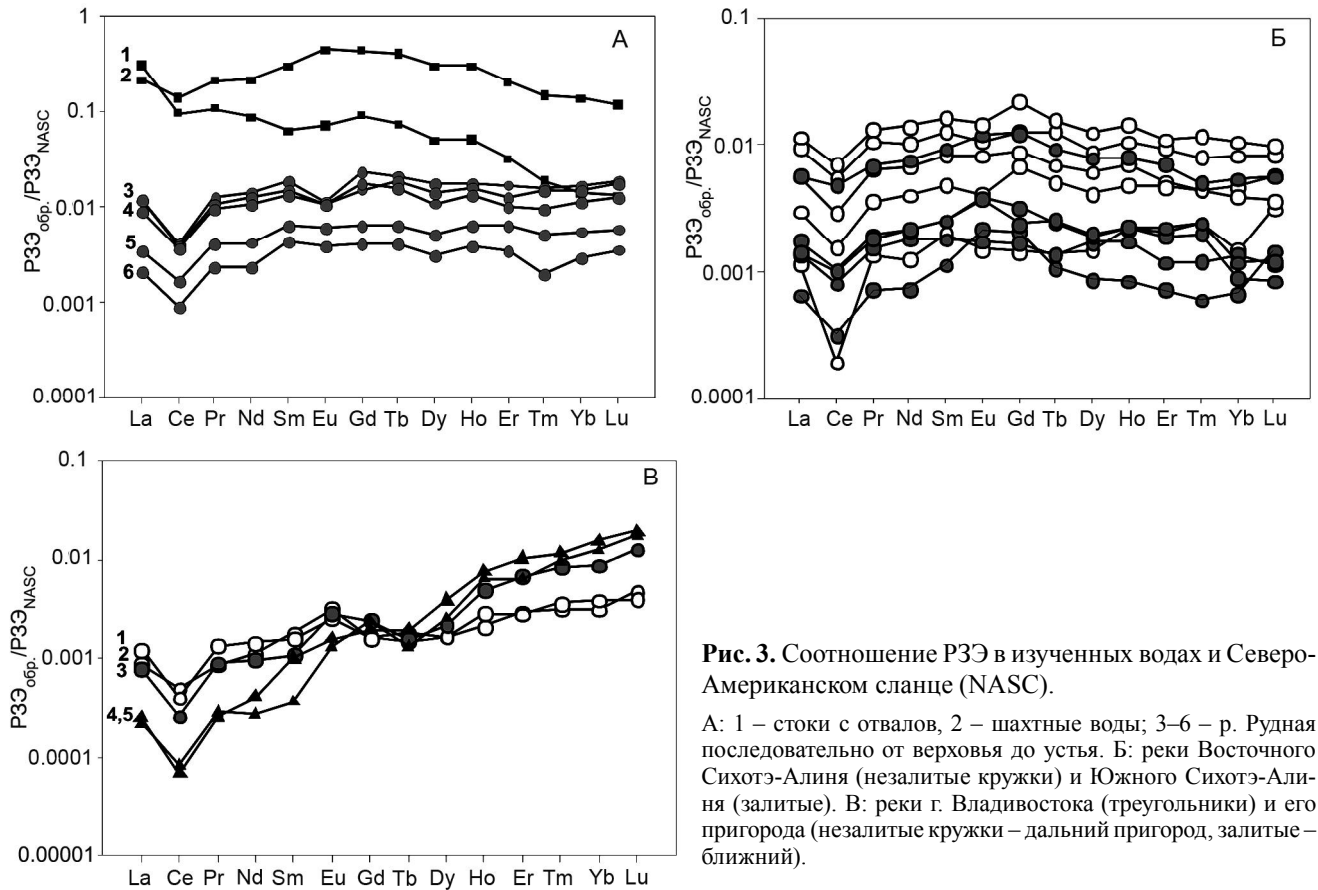 А
1
0.1
0.01
0.001
0.0001
РЗЭобр./РЗЭNASC
1
2
3
4
5
6
La Ce Pr Nd Sm Eu Gd Tb Dy Ho Er Tm Yb Lu
Б
0.1
0.01
0.001
0.0001
La Ce Pr Nd Sm Eu Gd Tb Dy Ho Er Tm Yb Lu
В
0.1
0.01
0.001
0.0001
0.00001
РЗЭобр./РЗЭNASC
1
2
3
4,5
La Ce Pr Nd Sm Eu Gd Tb Dy Ho Er Tm Yb Lu
Рис. 3. Соотношение РЗЭ в изученных водах и Северо-
Американском сланце (NASC).
А: 1 – стоки с отвалов, 2 – шахтные воды; 3–6 – р. Рудная
последовательно от верховья до устья. Б: реки Восточного
Сихотэ-Алиня (незалитые кружки) и Южного Сихотэ-Али-
ня (залитые). В: реки г. Владивостока (треугольники) и его
пригорода (незалитые кружки – дальний пригород, залитые –
ближний).